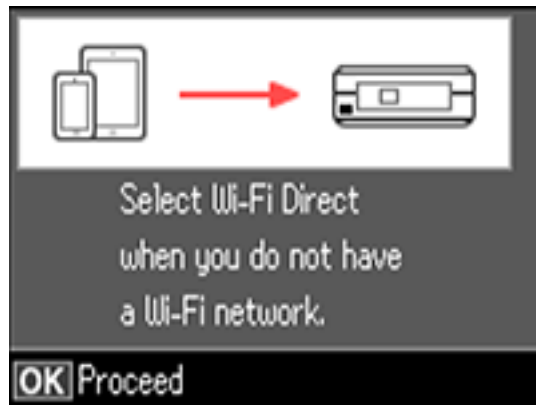 Select Wi-Fi Direct
when you do not have
a Wi-Fi network.
OK Proceed